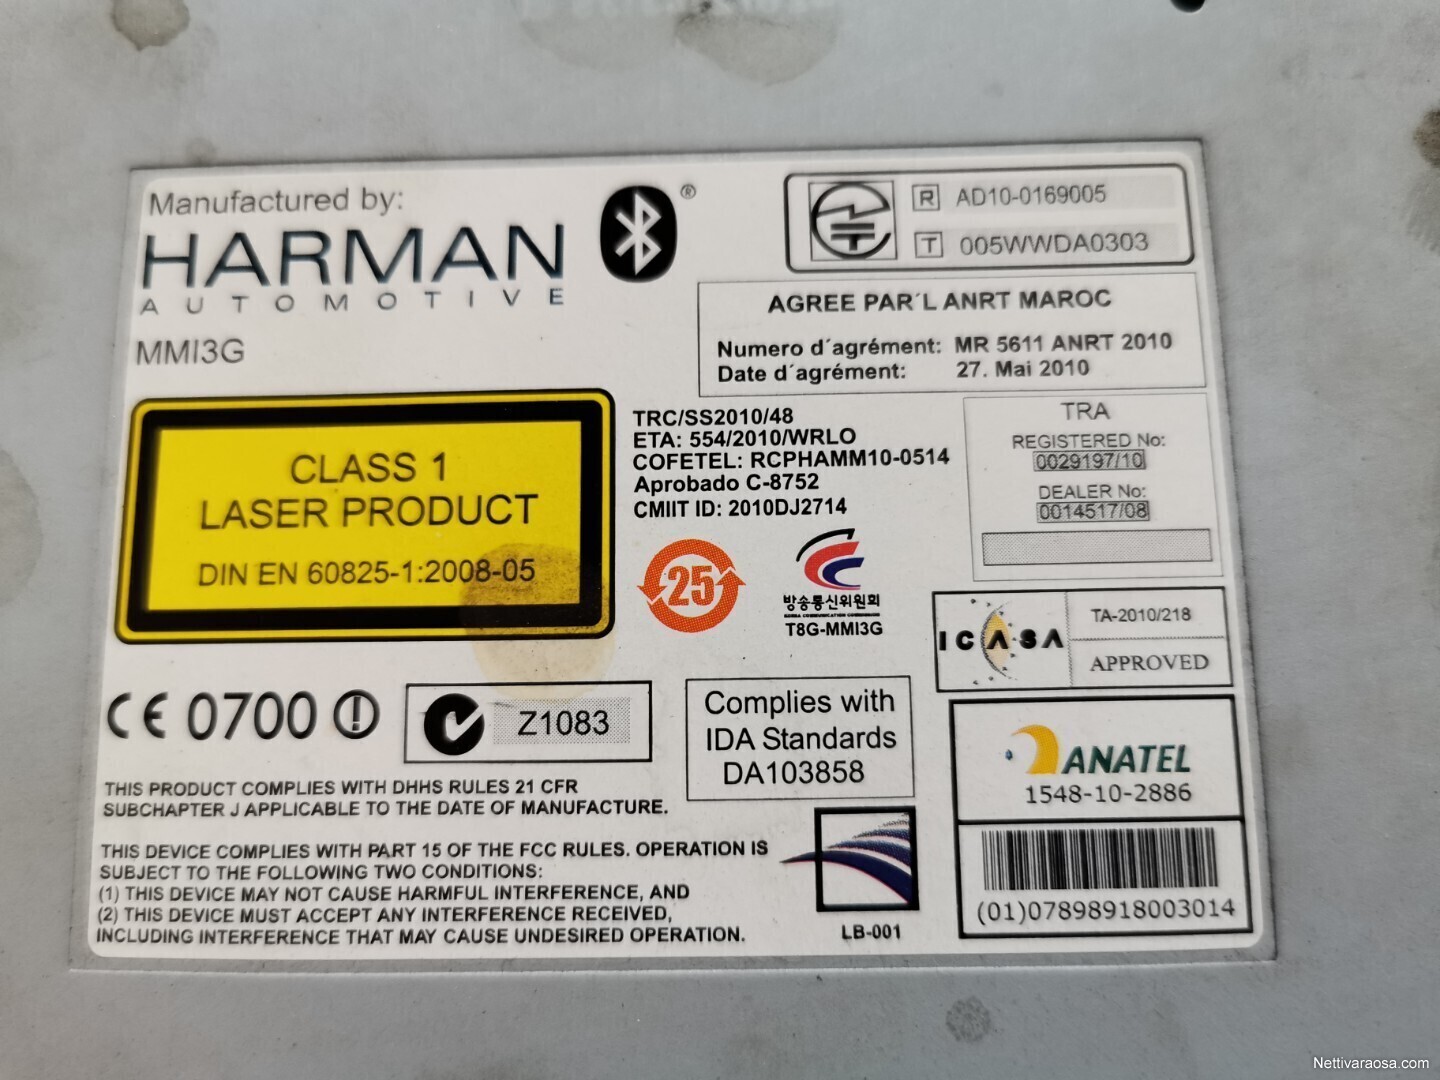 Manufactured by:
HARMAN
AUTOMOTIVE
®
MMI3G
R AD10-0169005
T 005WWDA0303
AGREE PAR´L ANRT MAROC
Numero d´agrément: MR 5611 ANRT 2010
Date d´agrément: 27. Mai 2010
CLASS 1
LASER PRODUCT
DIN EN 60825-1:2008-05
TRC/SS2010/48
ETA: 554/2010/WRLO
COFETEL: RCPHAMM10-0514
Aprobado C-8752
CMIIT ID: 2010DJ2714
TRA
REGISTERED No:
0029197/10
DEALER No:
0014517/08
25
방송통신위원회
KOREA COMMUNICATIONS COMMISSION
T8G-MMI3G
ICASA
TA-2010/218
APPROVED
CE 0700
Z1083
Complies with
IDA Standards
DA103858
ANATEL
1548-10-2886
(01)07898918003014
THIS PRODUCT COMPLIES WITH DHHS RULES 21 CFR
SUBCHAPTER J APPLICABLE TO THE DATE OF MANUFACTURE.
THIS DEVICE COMPLIES WITH PART 15 OF THE FCC RULES. OPERATION IS
SUBJECT TO THE FOLLOWING TWO CONDITIONS:
(1) THIS DEVICE MAY NOT CAUSE HARMFUL INTERFERENCE, AND
(2) THIS DEVICE MUST ACCEPT ANY INTERFERENCE RECEIVED,
INCLUDING INTERFERENCE THAT MAY CAUSE UNDESIRED OPERATION.
LB-001
Nettivaraosa.com